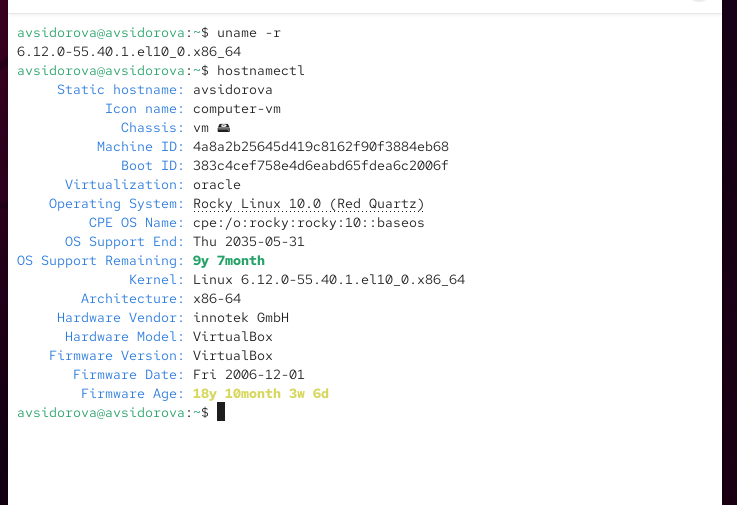 avsidorova@avsidorova:~$ uname -r
6.12.0-55.40.1.el10_0.x86_64
avsidorova@avsidorova:~$ hostnamectl
Static hostname: avsidorova
Icon name: computer-vm
Chassis: vm 🖴
Machine ID: 4a8a2b25645d419c8162f90f3884eb68
Boot ID: 383c4cef758e4d6eabd65fdea6c2006f
Virtualization: oracle
Operating System: Rocky Linux 10.0 (Red Quartz)
CPE OS Name: cpe:/o:rocky:rocky:10::baseos
OS Support End: Thu 2035-05-31
OS Support Remaining: 9y 7month
Kernel: Linux 6.12.0-55.40.1.el10_0.x86_64
Architecture: x86-64
Hardware Vendor: innotek GmbH
Hardware Model: VirtualBox
Firmware Version: VirtualBox
Firmware Date: Fri 2006-12-01
Firmware Age: 18y 10month 3w 6d
avsidorova@avsidorova:~$